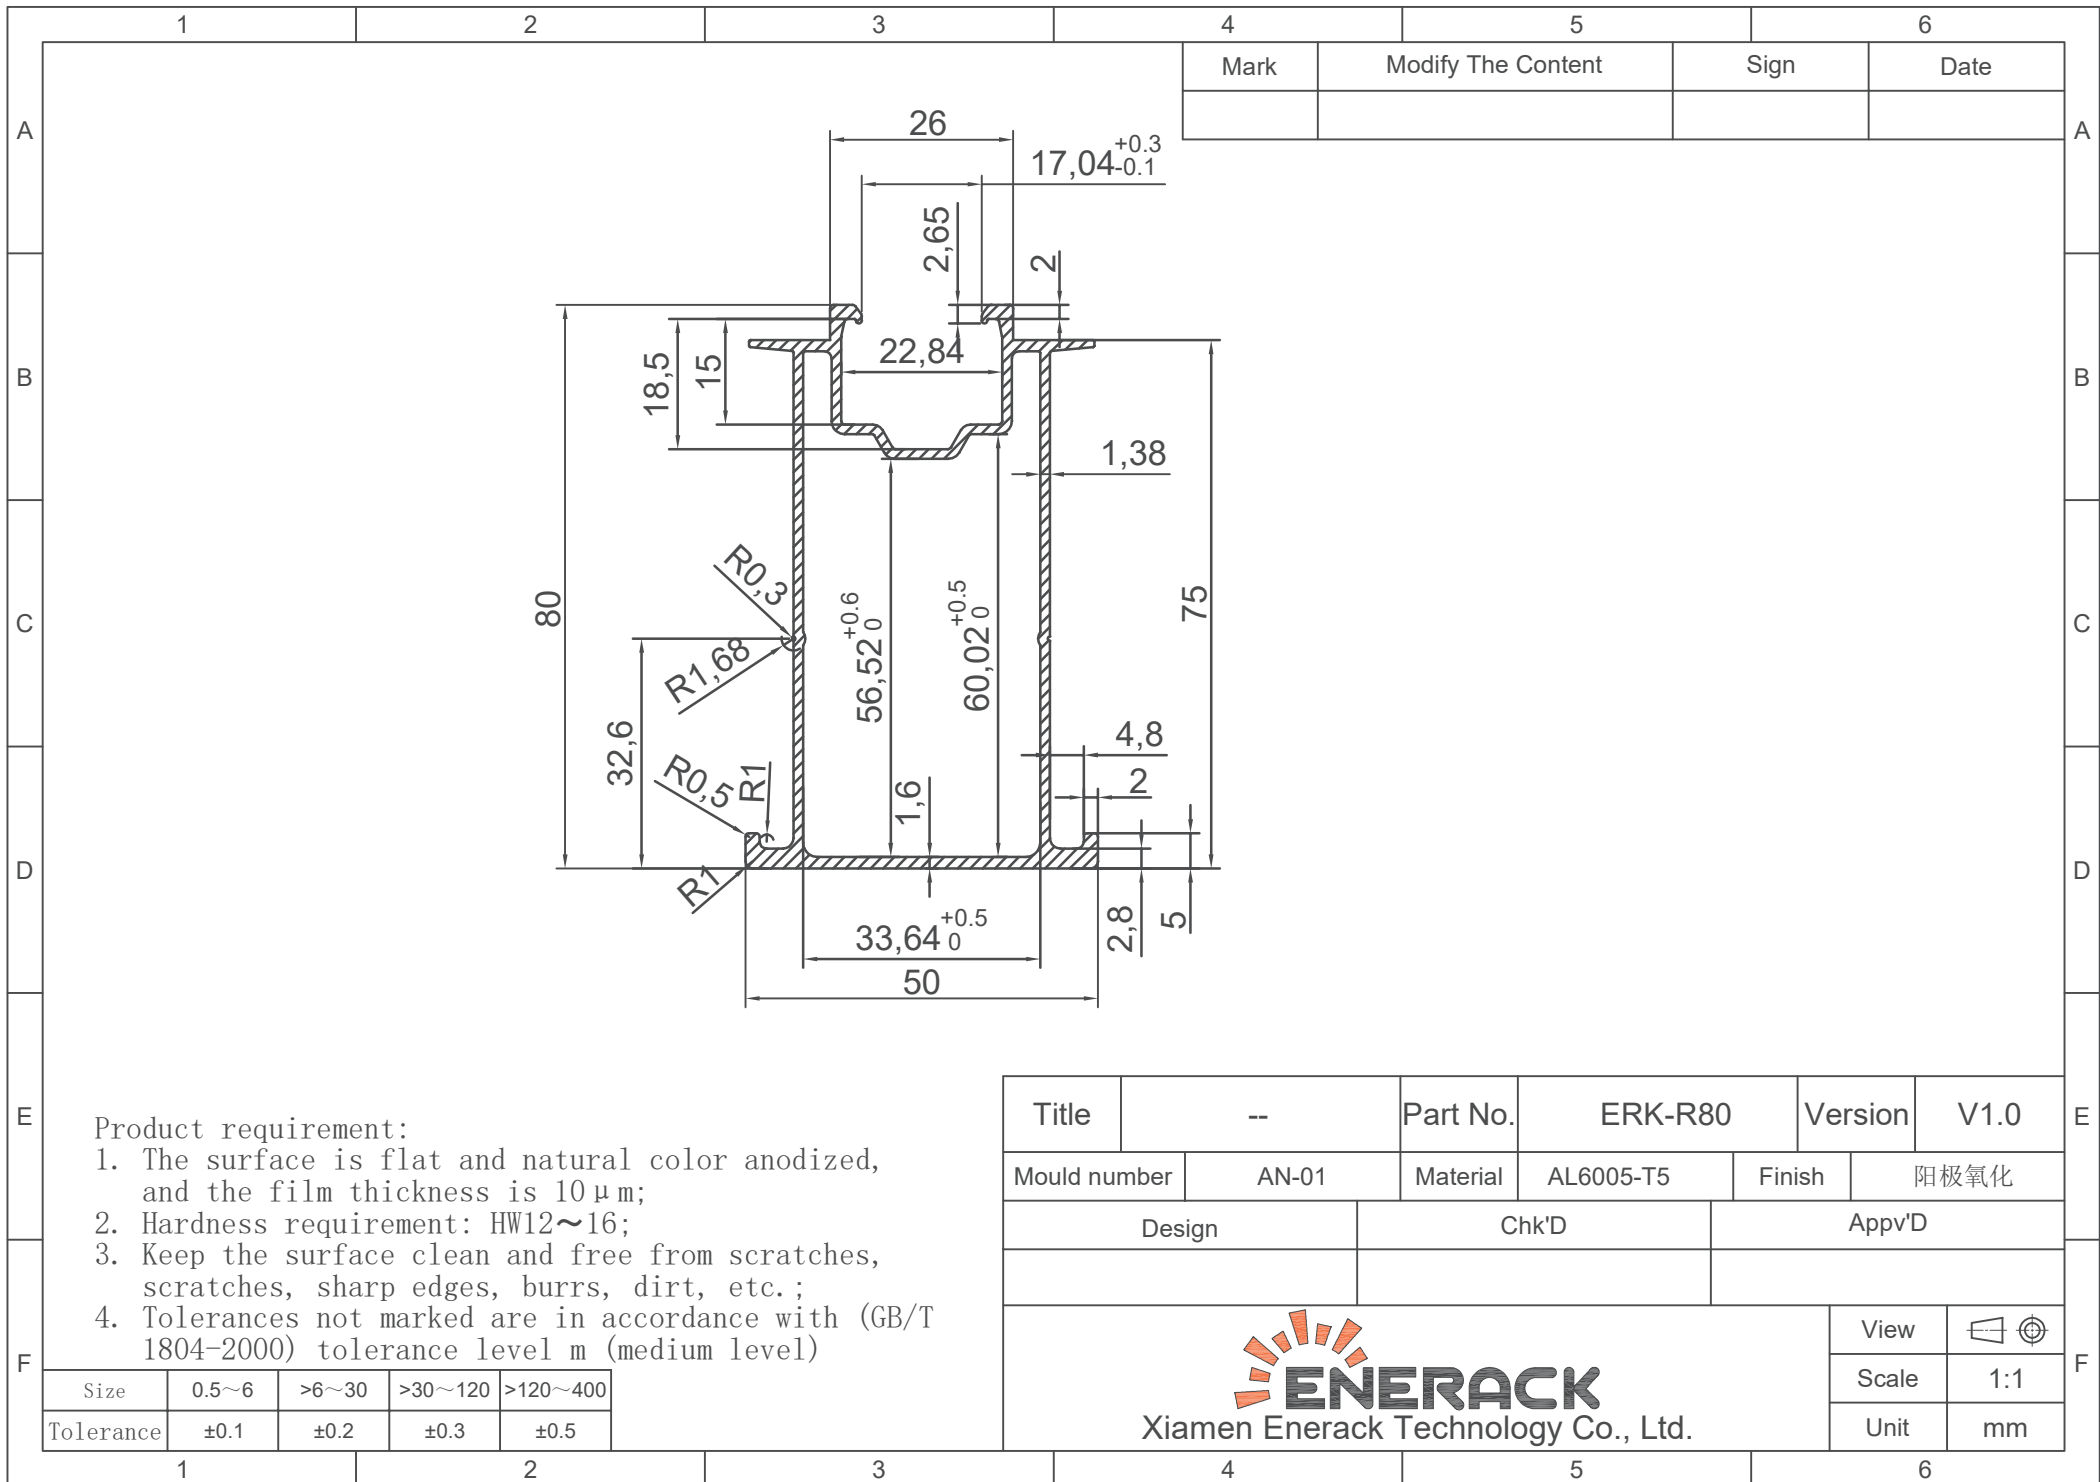 1 2 3 4 5 6
Mark Modify The Content Sign Date
A A
26
17,04 +0.3 -0.1
2,65
2
22,84
18,5
15
B B
1,38
R0,3
80
56,52 +0.6 0
60,02 +0.5 0
75
C C
R1,68
32,6
4,8
R0,5
R1
1,6
2
D D
R1
33,64 +0.5 0
2,8
5
50
E E
Product requirement:
1. The surface is flat and natural color anodized,
and the film thickness is 10μm;
2. Hardness requirement: HW12～16;
3. Keep the surface clean and free from scratches,
scratches, sharp edges, burrs, dirt, etc.;
4. Tolerances not marked are in accordance with (GB/T
1804-2000) tolerance level m (medium level)
Size 0.5～6 >6～30 >30～120 >120～400
Tolerance ±0.1 ±0.2 ±0.3 ±0.5
Title -- Part No. ERK-R80 Version V1.0
Mould number AN-01 Material AL6005-T5 Finish 阳极氧化
Design Chk'D Appv'D
ENERACK
Xiamen Enerack Technology Co., Ltd.
View
Scale 1:1
Unit mm
F F
1 2 3 4 5 6